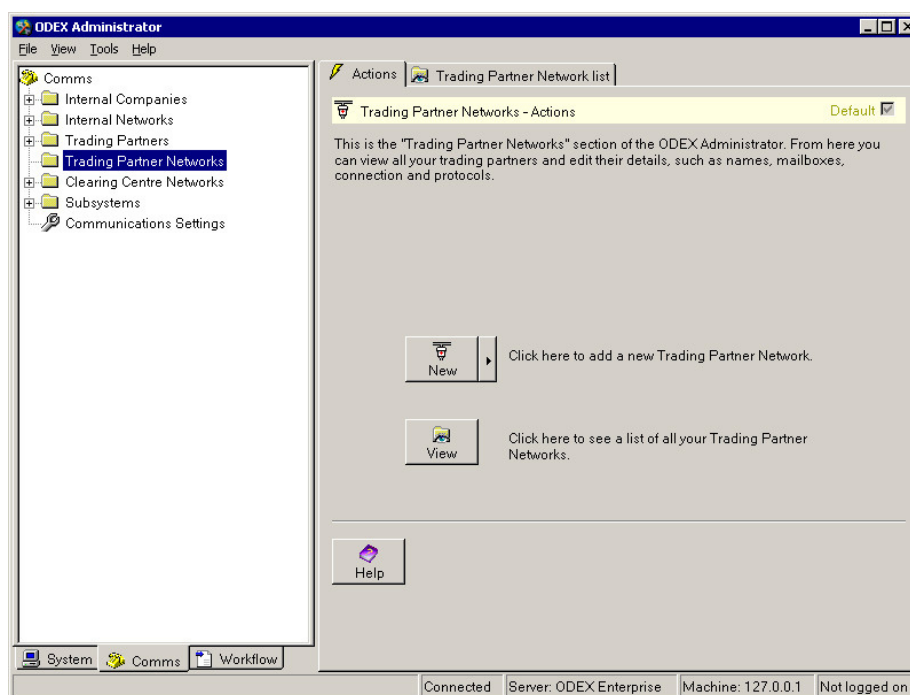 ODEX Administrator
File View Tools Help
Comms
Internal Companies
Internal Networks
Trading Partners
Trading Partner Networks
Clearing Centre Networks
Subsystems
Communications Settings
System Comms Workflow
Actions Trading Partner Network list
Trading Partner Networks - Actions Default
This is the "Trading Partner Networks" section of the ODEX Administrator. From here you
can view all your trading partners and edit their details, such as names, mailboxes,
connection and protocols.
New
Click here to add a new Trading Partner Network.
View
Click here to see a list of all your Trading Partner
Networks.
Help
Connected Server: ODEX Enterprise Machine: 127.0.0.1 Not logged on